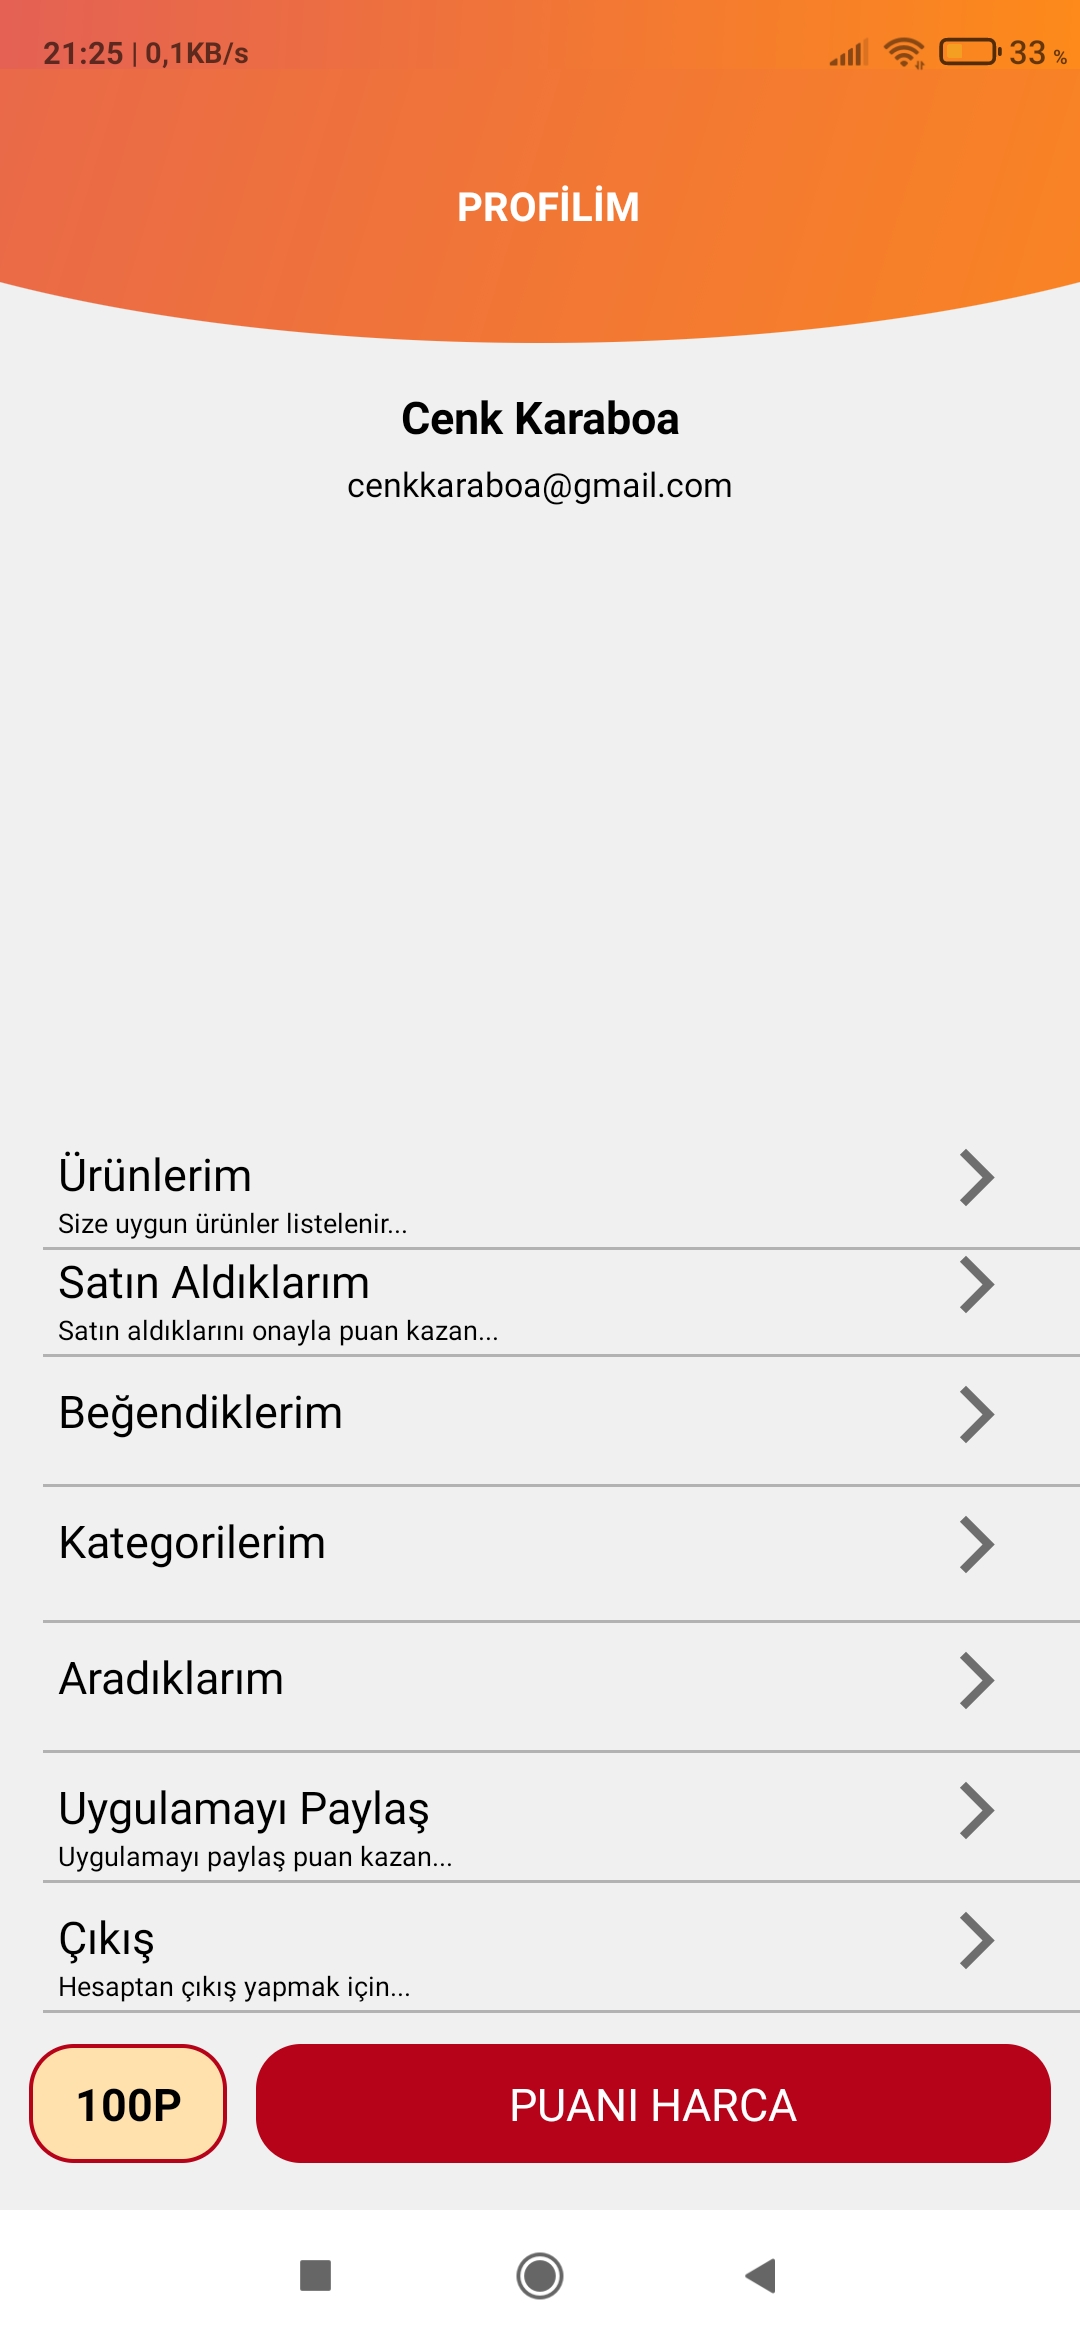 21:25 | 0,1KB/s
33 %
PROFİLİM
Cenk Karaboa
cenkkaraboa@gmail.com
Ürünlerim
Size uygun ürünler listelenir...
Satın Aldıklarım
Satın aldıklarını onayla puan kazan...
Beğendiklerim
Kategorilerim
Aradıklarım
Uygulamayı Paylaş
Uygulamayı paylaş puan kazan...
Çıkış
Hesaptan çıkış yapmak için...
100P
PUANI HARCA